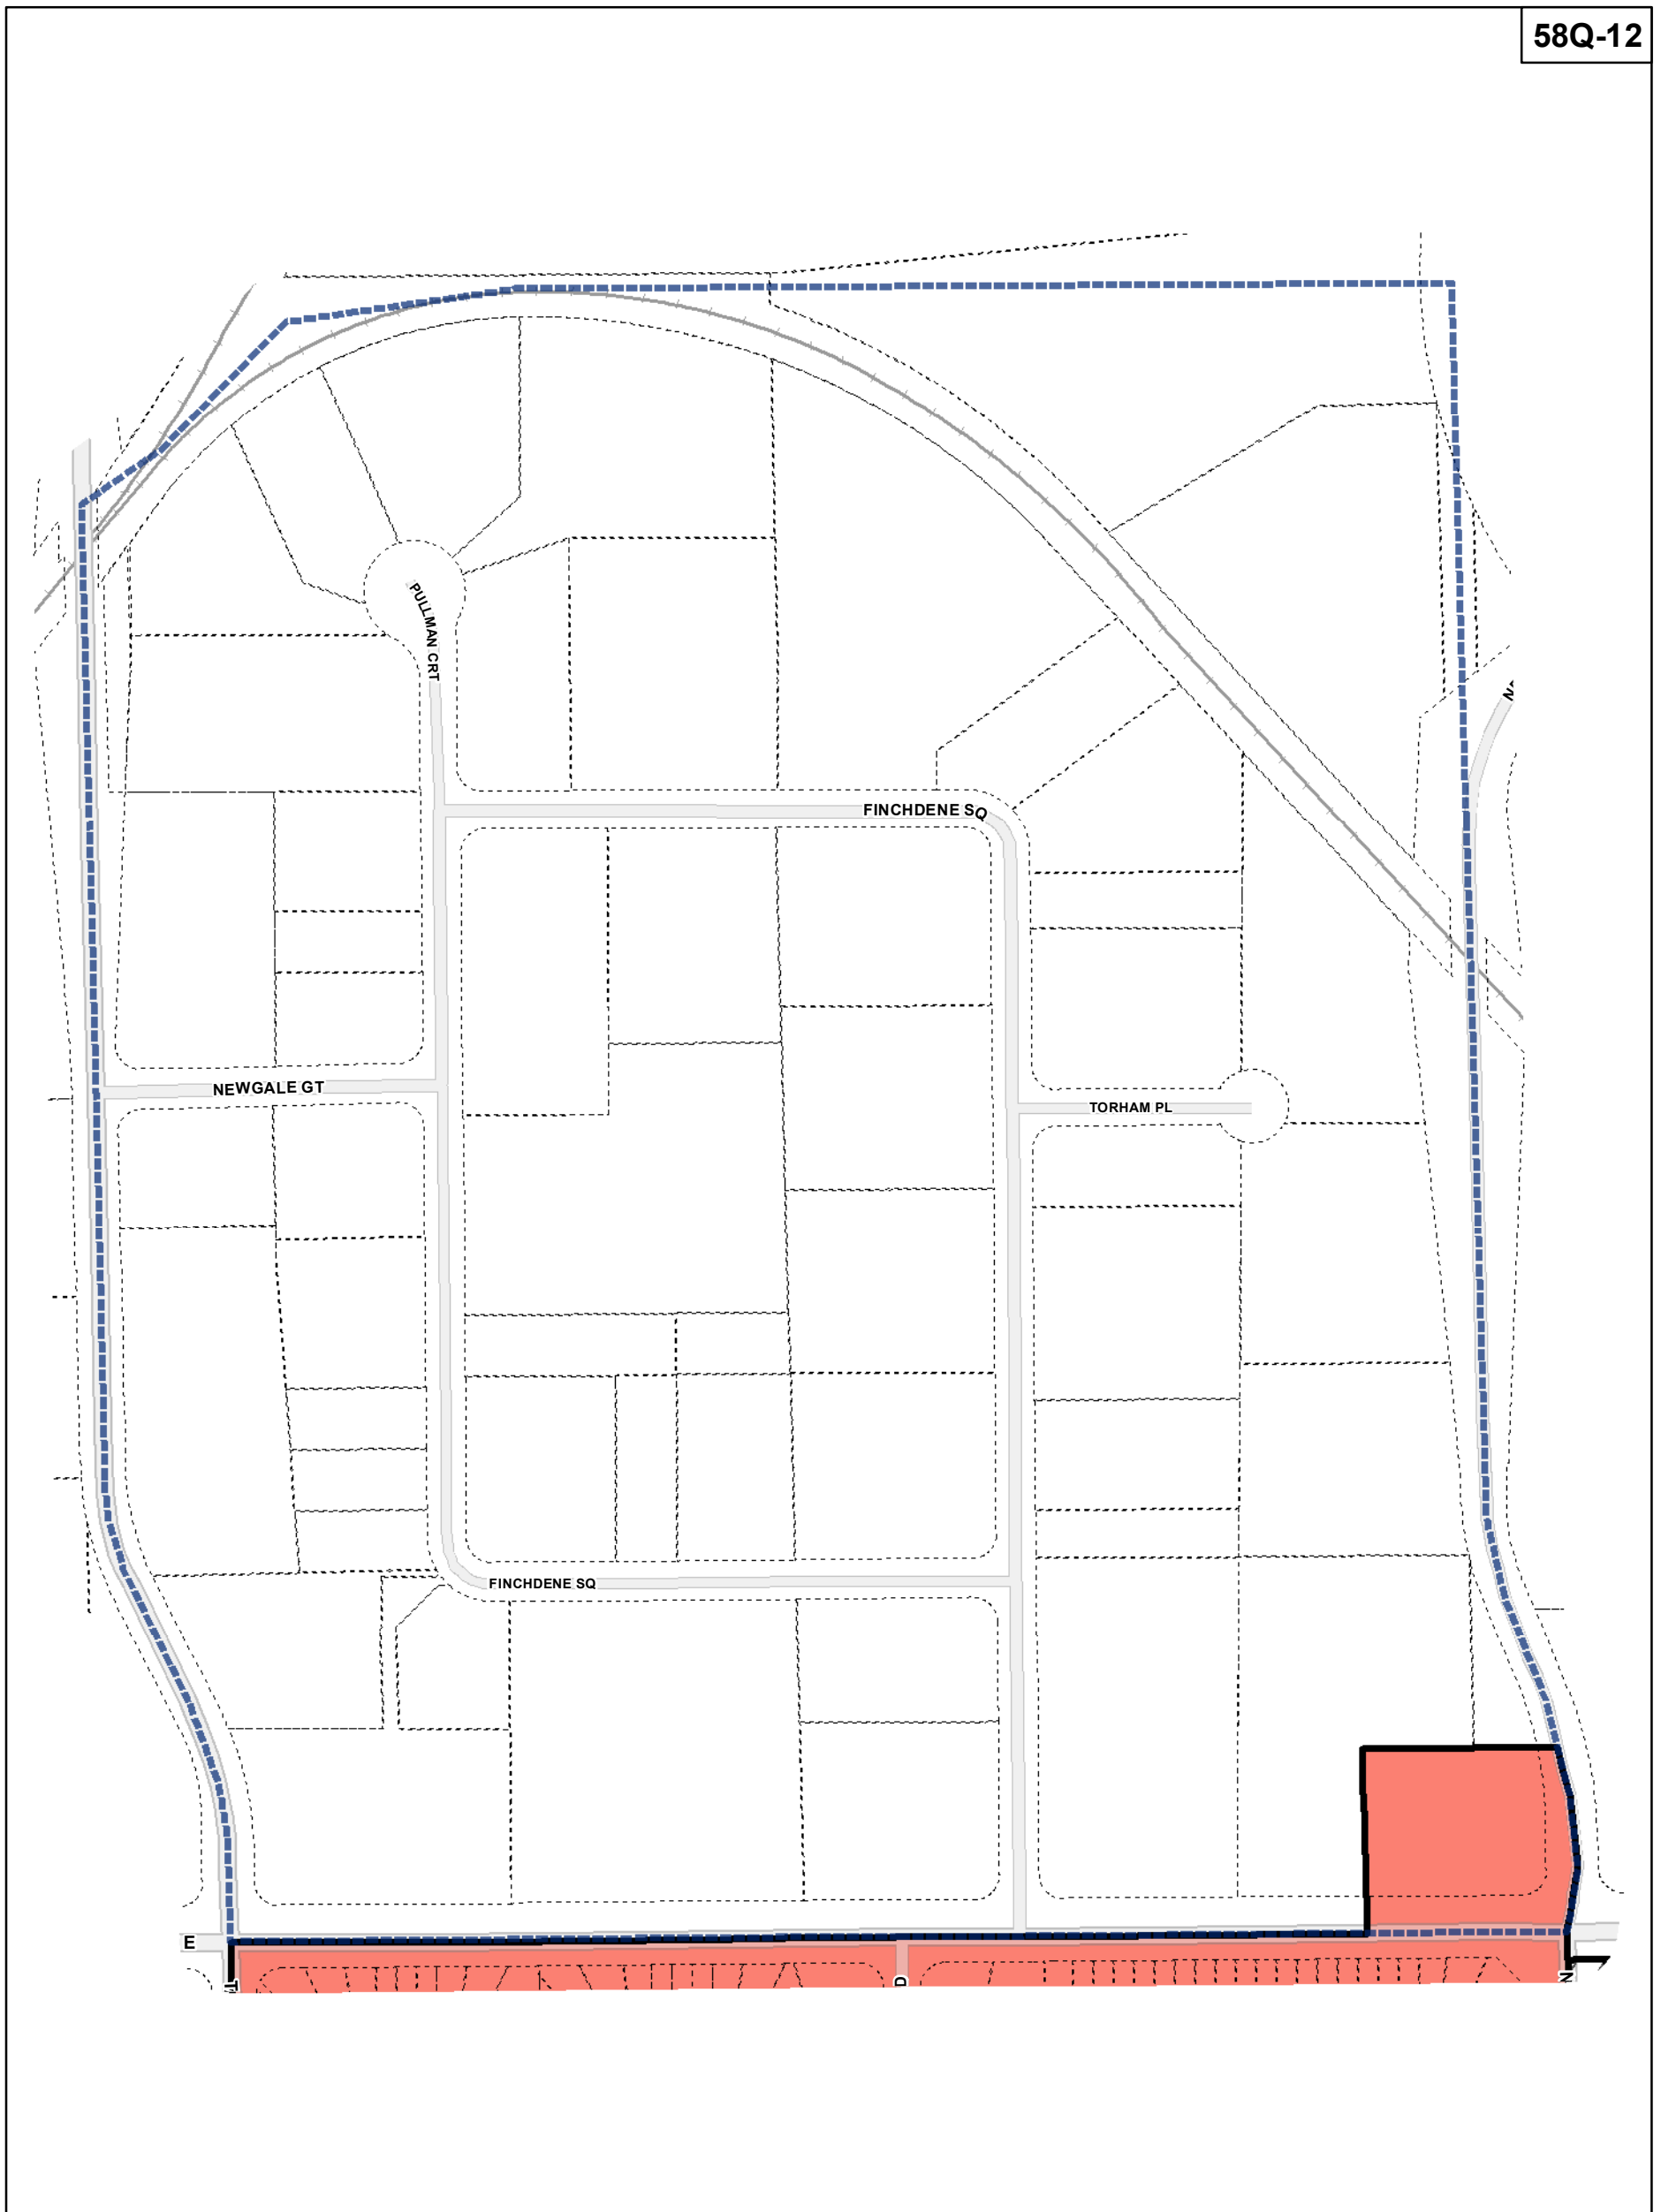 58Q-12
PULLMAN CRT
N
FINCHDENE SQ
NEWGALE GT
TORHAM PL
FINCHDENE SQ
E
T
D
N